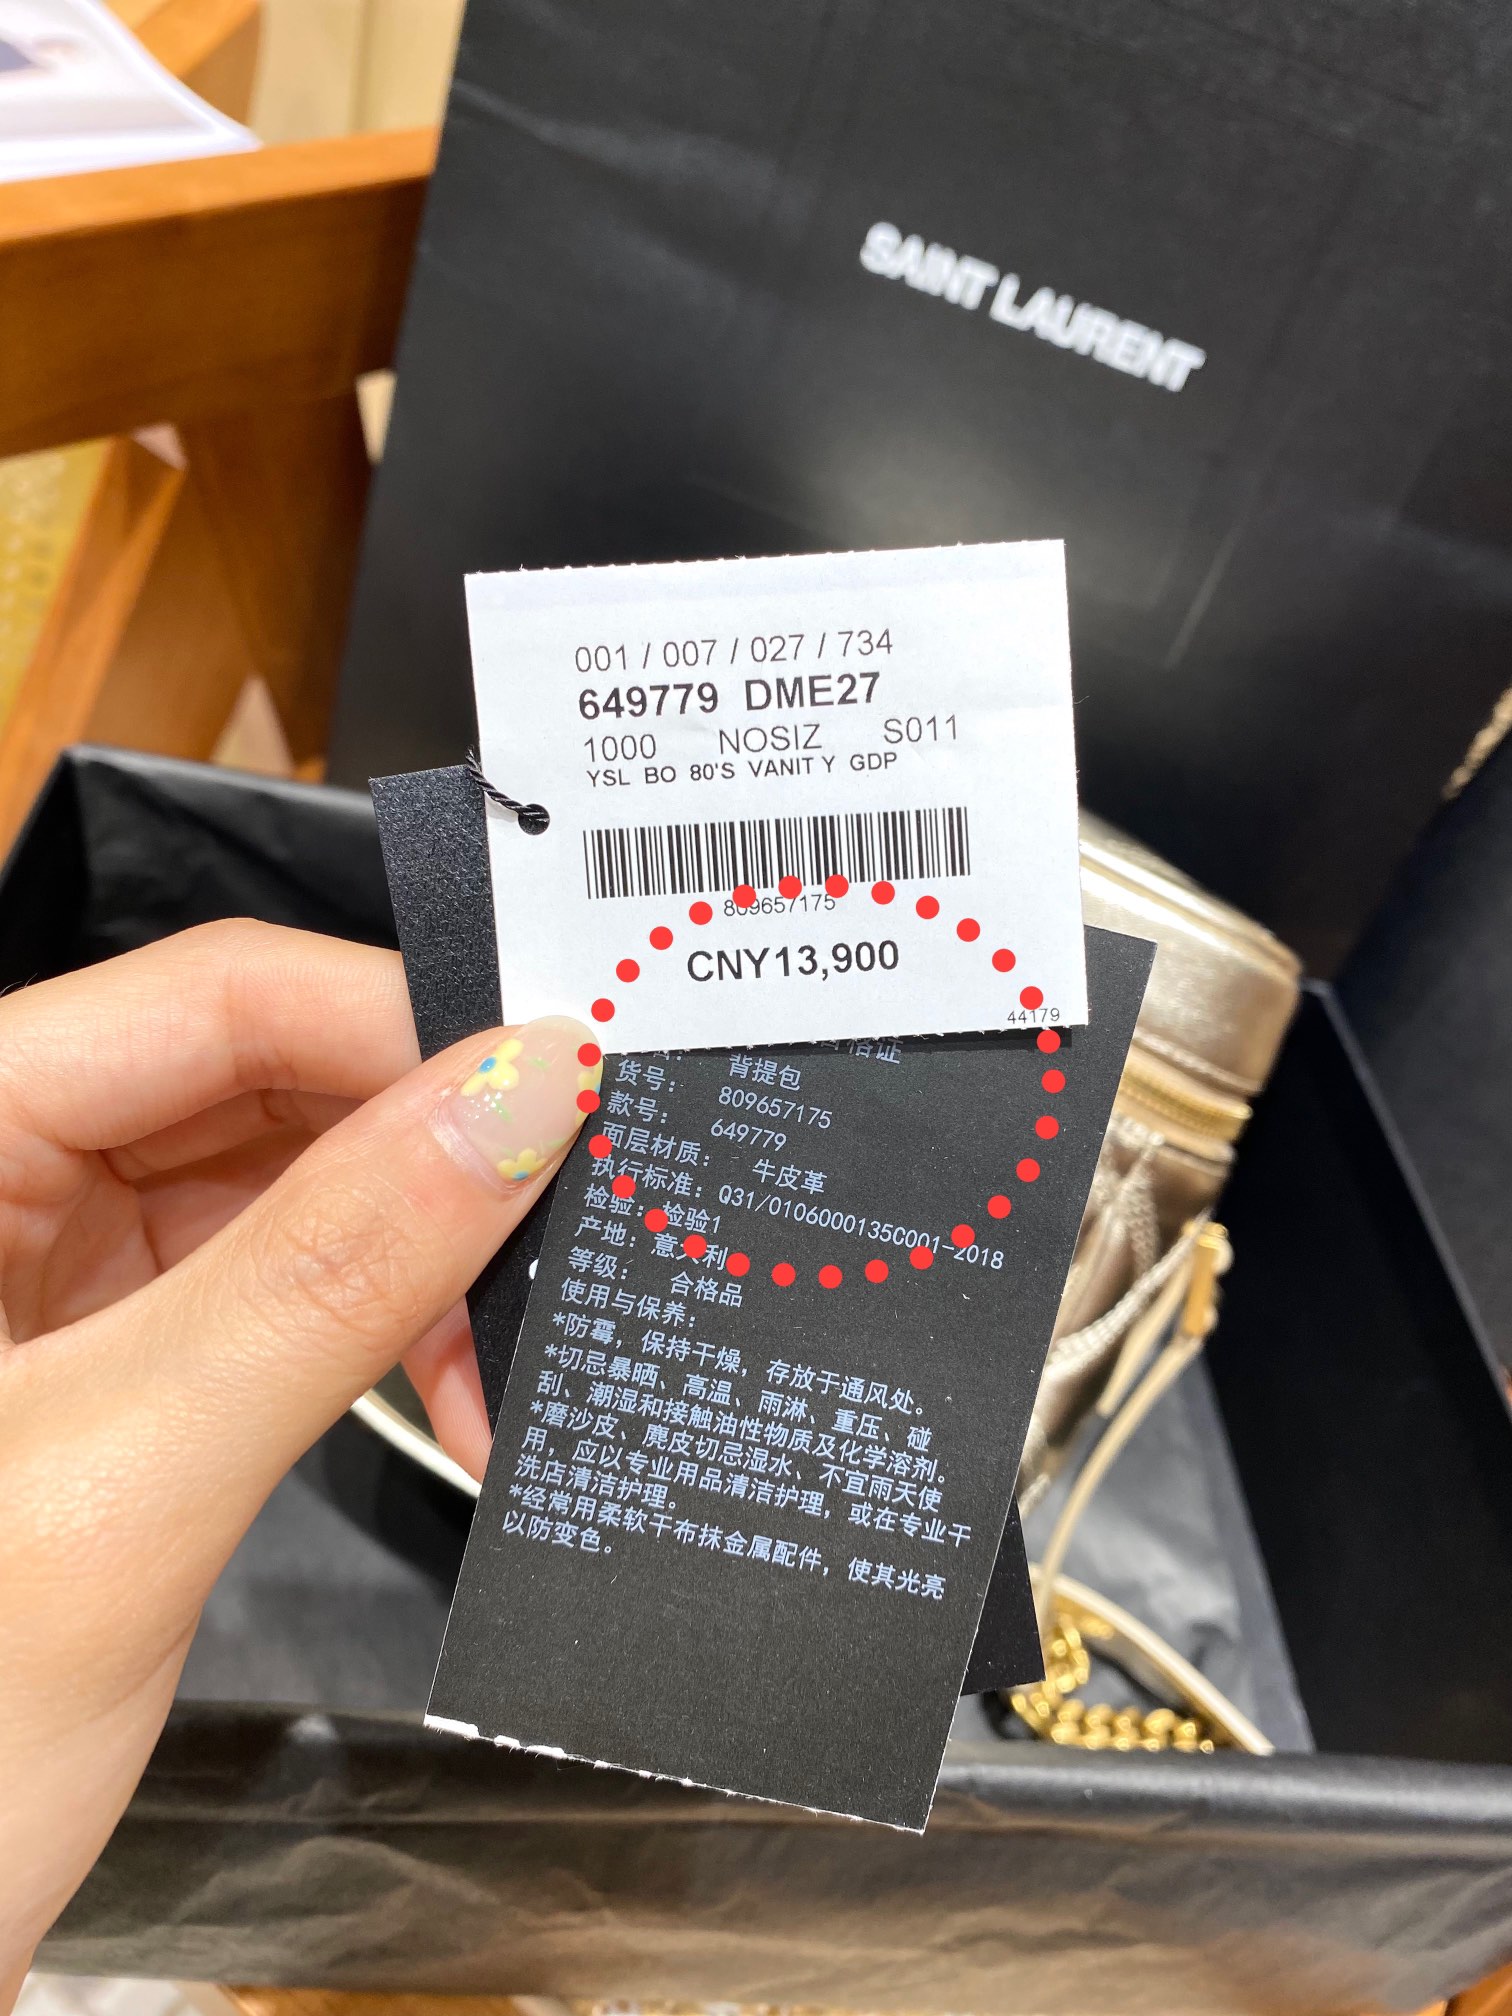 SAINT LAURENT
001 / 007 / 027 / 734
649779 DME27
1000 NOSIZ S011
YSL BO 80'S VANITY GDP
809657175
CNY13,900
44179
格证
背提包
货号: 809657175
款号: 649779
面层材质: 牛皮革
执行标准: Q31/0106000135C001-2018
检验: 检验1
产地: 意大利
等级: 合格品
使用与保养:
*防霉，保持干燥，存放于通风处。
*切忌暴晒、高温、雨淋、重压、碰
刮、潮湿和接触油性物质及化学溶剂。
*磨沙皮、麂皮切忌湿水、不宜雨天使
用，应以专业用品清洁护理，或在专业干
洗店清洁护理。
*经常用柔软干布抹金属配件，使其光亮
以防变色。